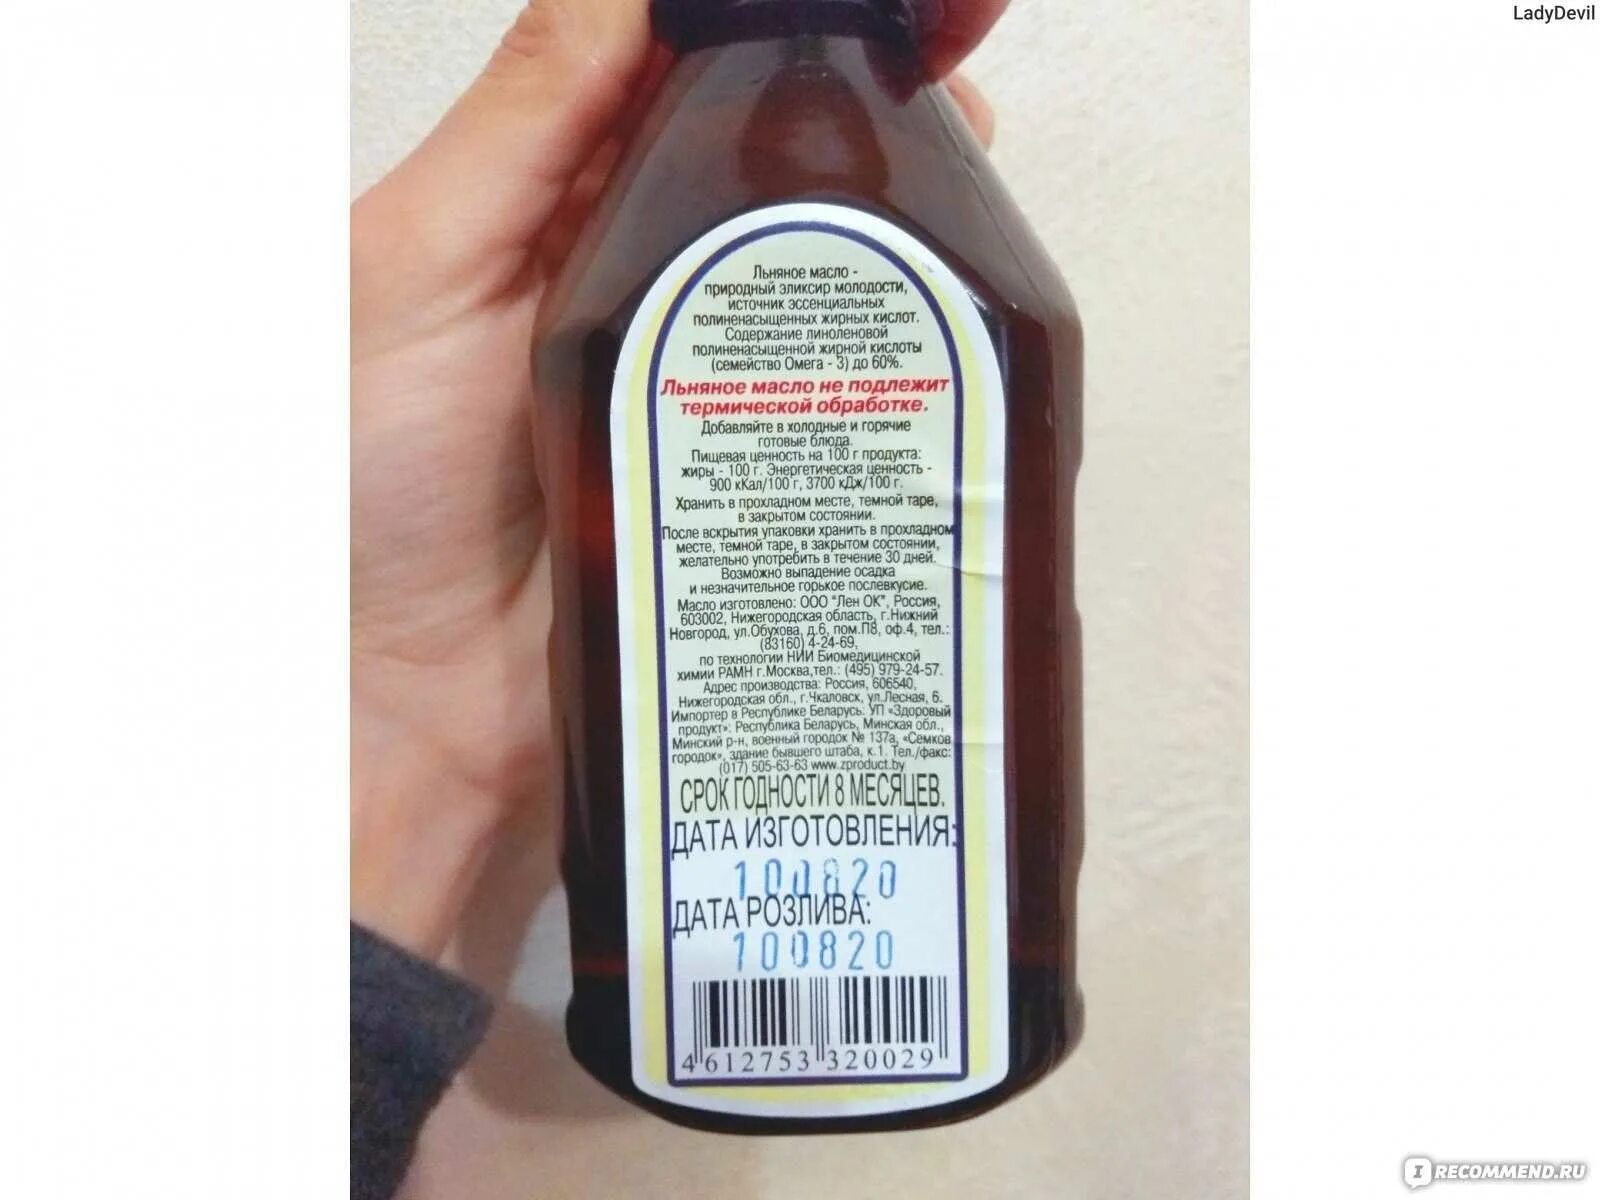 LadyDevil
Льняное масло -
природный эликсир молодости,
источник эссенциальных
полиненасыщенных жирных кислот.
Содержание линоленовой
полиненасыщенной жирной кислоты
(семейство Омега - 3) до 60%.
Льняное масло не подлежит
термической обработке.
Добавляйте в холодные и горячие
готовые блюда.
Пищевая ценность на 100 г продукта:
жиры - 100 г. Энергетическая ценность -
900 кКал/100 г, 3700 кДж/100 г.
Хранить в прохладном месте, темной таре,
в закрытом состоянии.
После вскрытия упаковки хранить в прохладном
месте, темной таре, в закрытом состоянии,
желательно употребить в течение 30 дней.
Возможно выпадение осадка
и незначительное горькое послевкусие.
Масло изготовлено: ООО "Лен ОК", Россия,
603002, Нижегородская область, г.Нижний
Новгород, ул.Обухова, д.6, пом.П8, оф.4, тел.:
(83160) 4-24-69,
по технологии НИИ Биомедицинской
химии РАМН г.Москва,тел.: (495) 979-24-57.
Адрес производства: Россия, 606540,
Нижегородская обл., г.Чкаловск, ул.Лесная, 6.
Импортер в Республике Беларусь: УП «Здоровый
продукт»: Республика Беларусь, Минская обл.,
Минский р-н, военный городок № 137а, «Семков
городок», здание бывшего штаба, к.1. Тел./факс:
(017) 505-63-63 www.zproduct.by
СРОК ГОДНОСТИ 8 МЕСЯЦЕВ.
ДАТА ИЗГОТОВЛЕНИЯ:
100820
ДАТА РОЗЛИВА:
100820
4 612753 320029
IRECOMMEND.RU